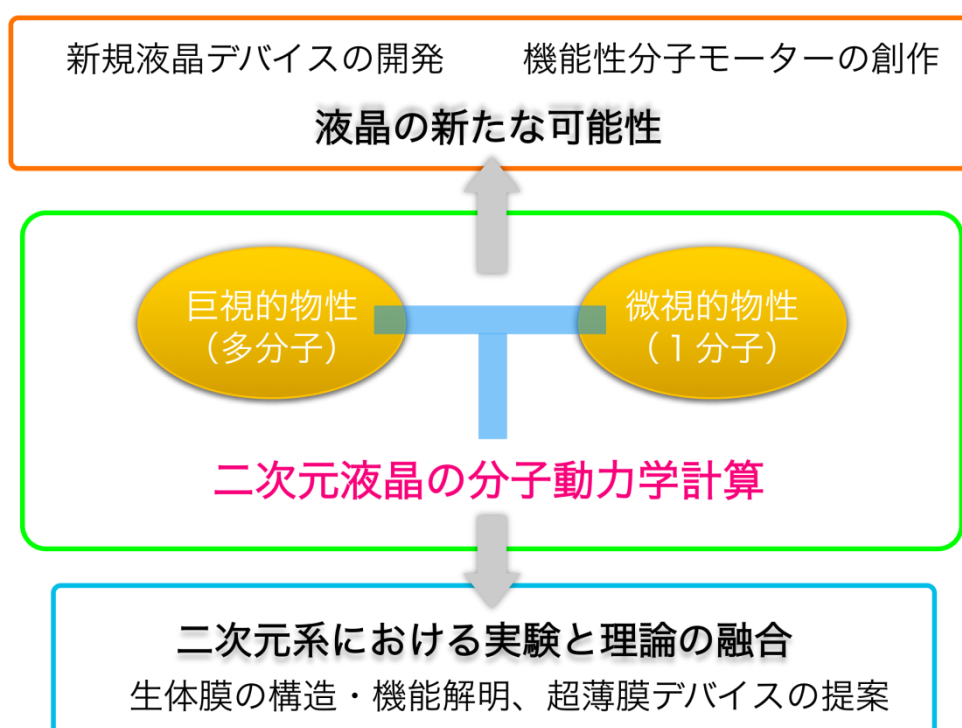 新規液晶デバイスの開発 機能性分子モーターの創作
液晶の新たな可能性
巨視的物性
（多分子）
微視的物性
（１分子）
二次元液晶の分子動力学計算
二次元系における実験と理論の融合
生体膜の構造・機能解明、超薄膜デバイスの提案